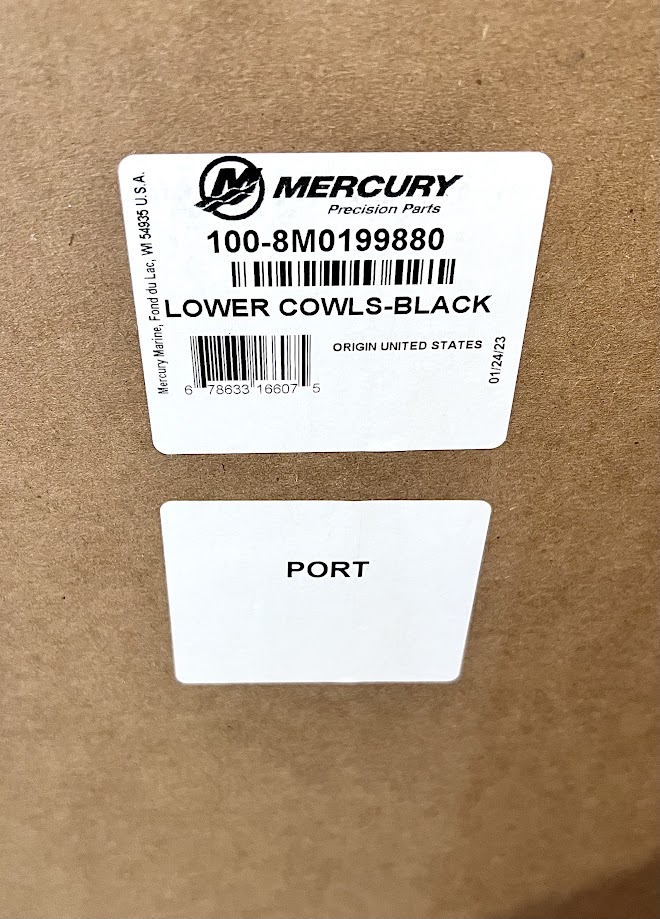 MERCURY
Precision Parts
100-8M0199880
LOWER COWLS-BLACK
ORIGIN UNITED STATES
6 78633 16607 5
01/24/23
Mercury Marine, Fond du Lac, WI 54935 U.S.A.
PORT